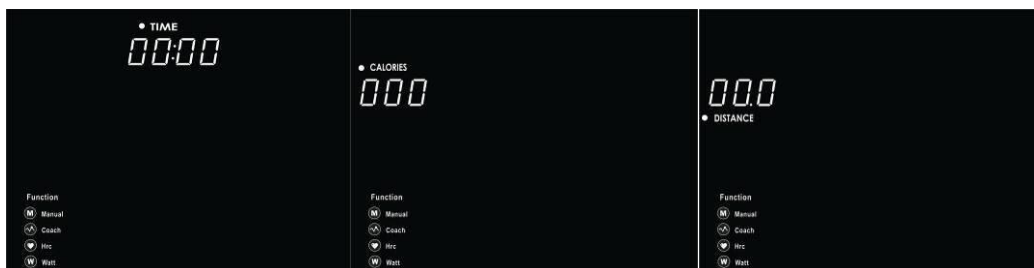 TIME
00:00
Function
M Manual
Coach
Hrc
W Watt
CALORIES
000
Function
M Manual
Coach
Hrc
W Watt
00.0
DISTANCE
Function
M Manual
Coach
Hrc
W Watt